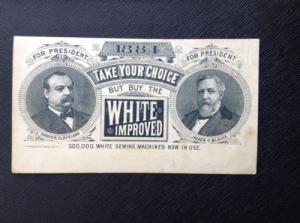 FOR PRESIDENT.
FOR PRESIDENT.
TAKE YOUR CHOICE
BUT BUY THE
WHITE
IMPROVED
GROVER CLEVELAND
JAMES G. BLAINE
300,000 WHITE SEWING MACHINES NOW IN USE.